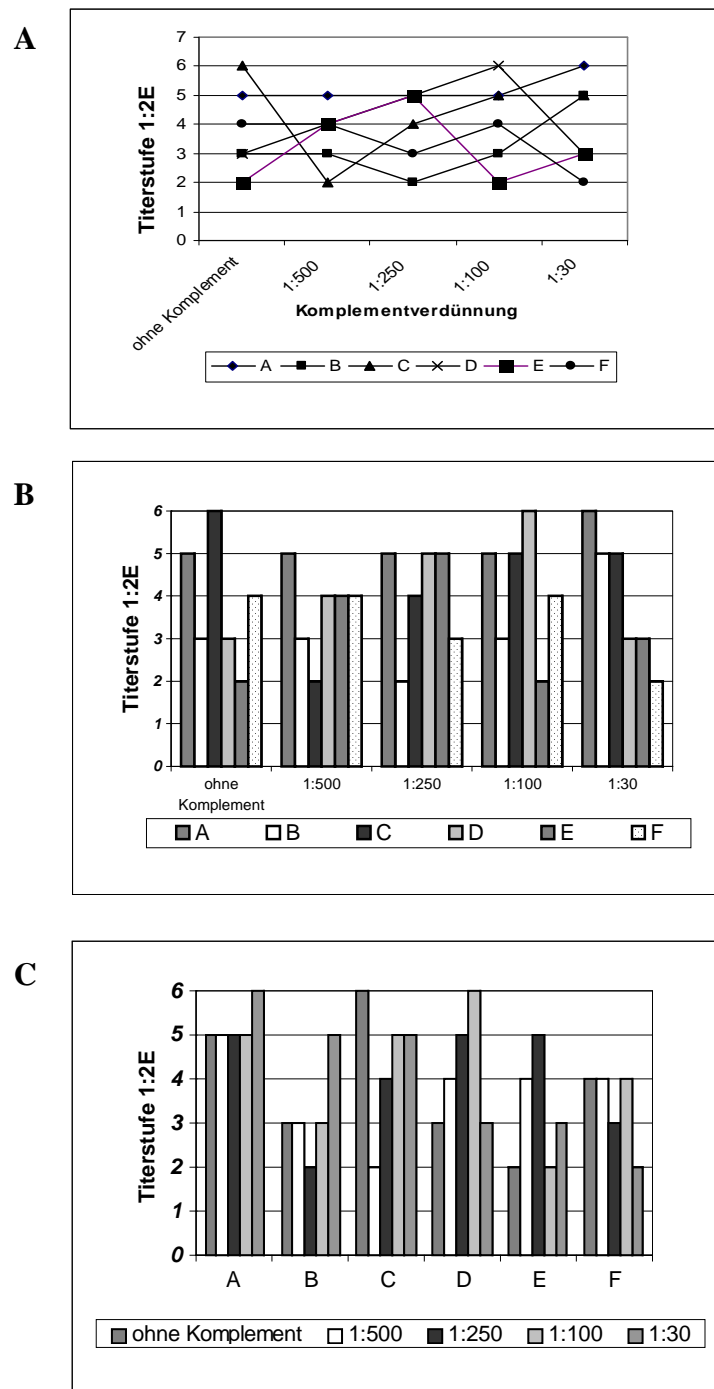 A
Titerstufe 1:2E
7
6
5
4
3
2
1
0
ohne Komplement
1:500
1:250
1:100
1:30
Komplementverdünnung
A B C D E F
B
Titerstufe 1:2E
6
5
4
3
2
1
0
ohne Komplement
1:500
1:250
1:100
1:30
A B C D E F
C
Titerstufe 1:2E
6
5
4
3
2
1
0
A B C D E F
ohne Komplement 1:500 1:250 1:100 1:30